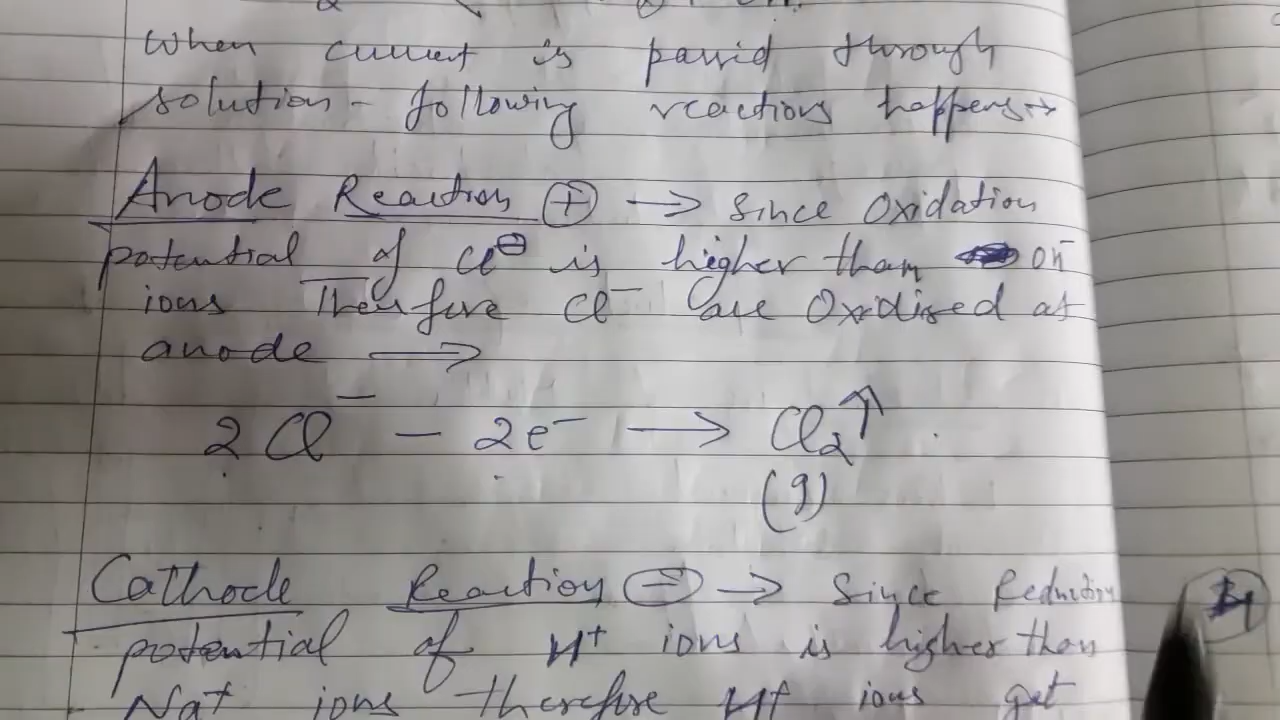 When current is passid through
solution - following reactions happens →
Anode Reaction ⊕ → Since Oxidation
potential of Cl⊖ is higher than OH⁻
ions Therefore Cl⁻ are Oxidised at
anode →
2Cl⁻ - 2e⁻ → Cl₂↑
(g)
Cathode Reaction ⊖ → Since Reduction
potential of H⁺ ions is higher than
Na⁺ ions therefore H⁺ ions get